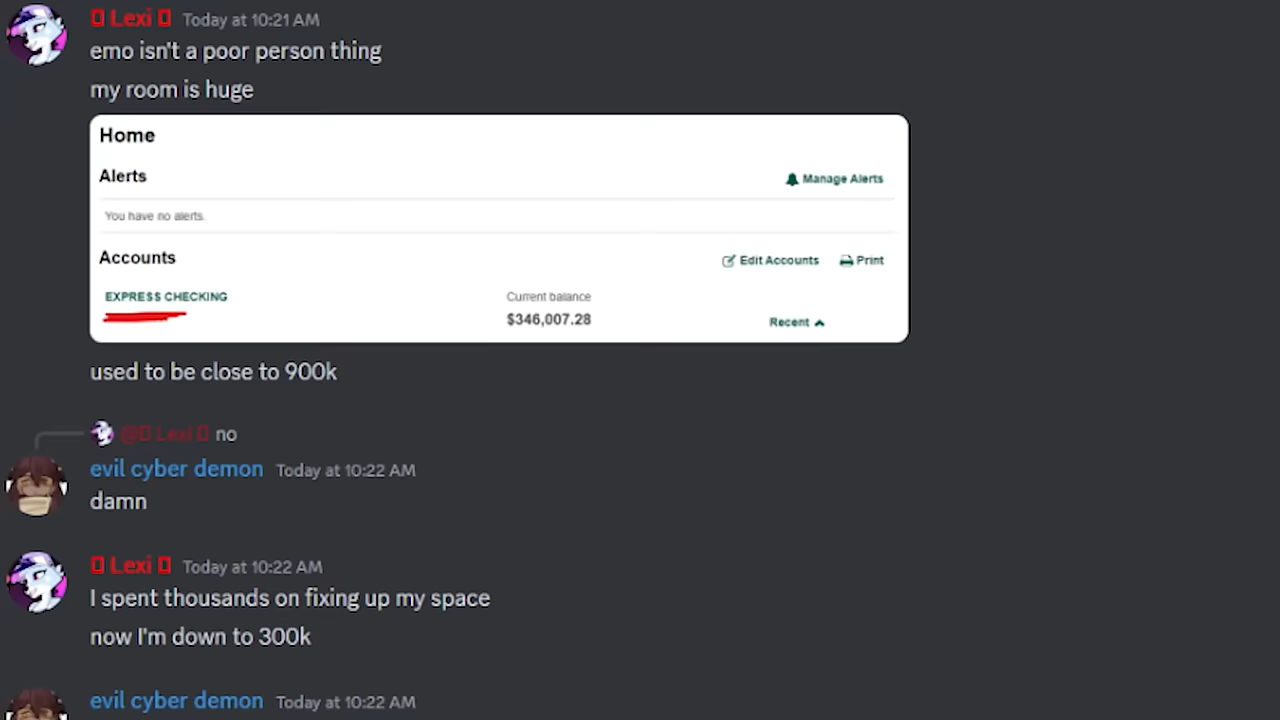 Lexi Today at 10:21 AM
emo isn't a poor person thing
my room is huge
Home
Alerts
Manage Alerts
You have no alerts.
Accounts
Edit Accounts Print
EXPRESS CHECKING Current balance
$346,007.28
Recent
used to be close to 900k
@ Lexi no
evil cyber demon Today at 10:22 AM
damn
Lexi Today at 10:22 AM
I spent thousands on fixing up my space
now I'm down to 300k
evil cyber demon Today at 10:22 AM